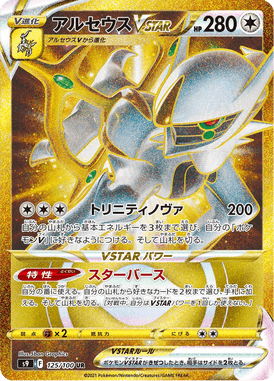 V進化
アルセウスVSTAR
HP 280
アルセウスVから進化
トリニティノヴァ 200
自分の山札から基本エネルギーを3枚まで選び、自分の「ポケ
モンV」に好きなようにつける。そして山札を切る。
VSTARパワー
特性 スターバース
自分の番に使える。自分の山札から好きなカードを2枚まで選び、手札に加える。
そして山札を切る。[対戦中、自分はVSTARパワーを1回しか使えない。]
弱点 ×2 抵抗力 にげる
Illus. 5ban Graphics
VSTARルール
S9 F 125/100 UR
ポケモンVSTARがきぜつしたとき、相手はサイドを2枚とる。
©2021 Pokémon/Nintendo/Creatures/GAME FREAK.